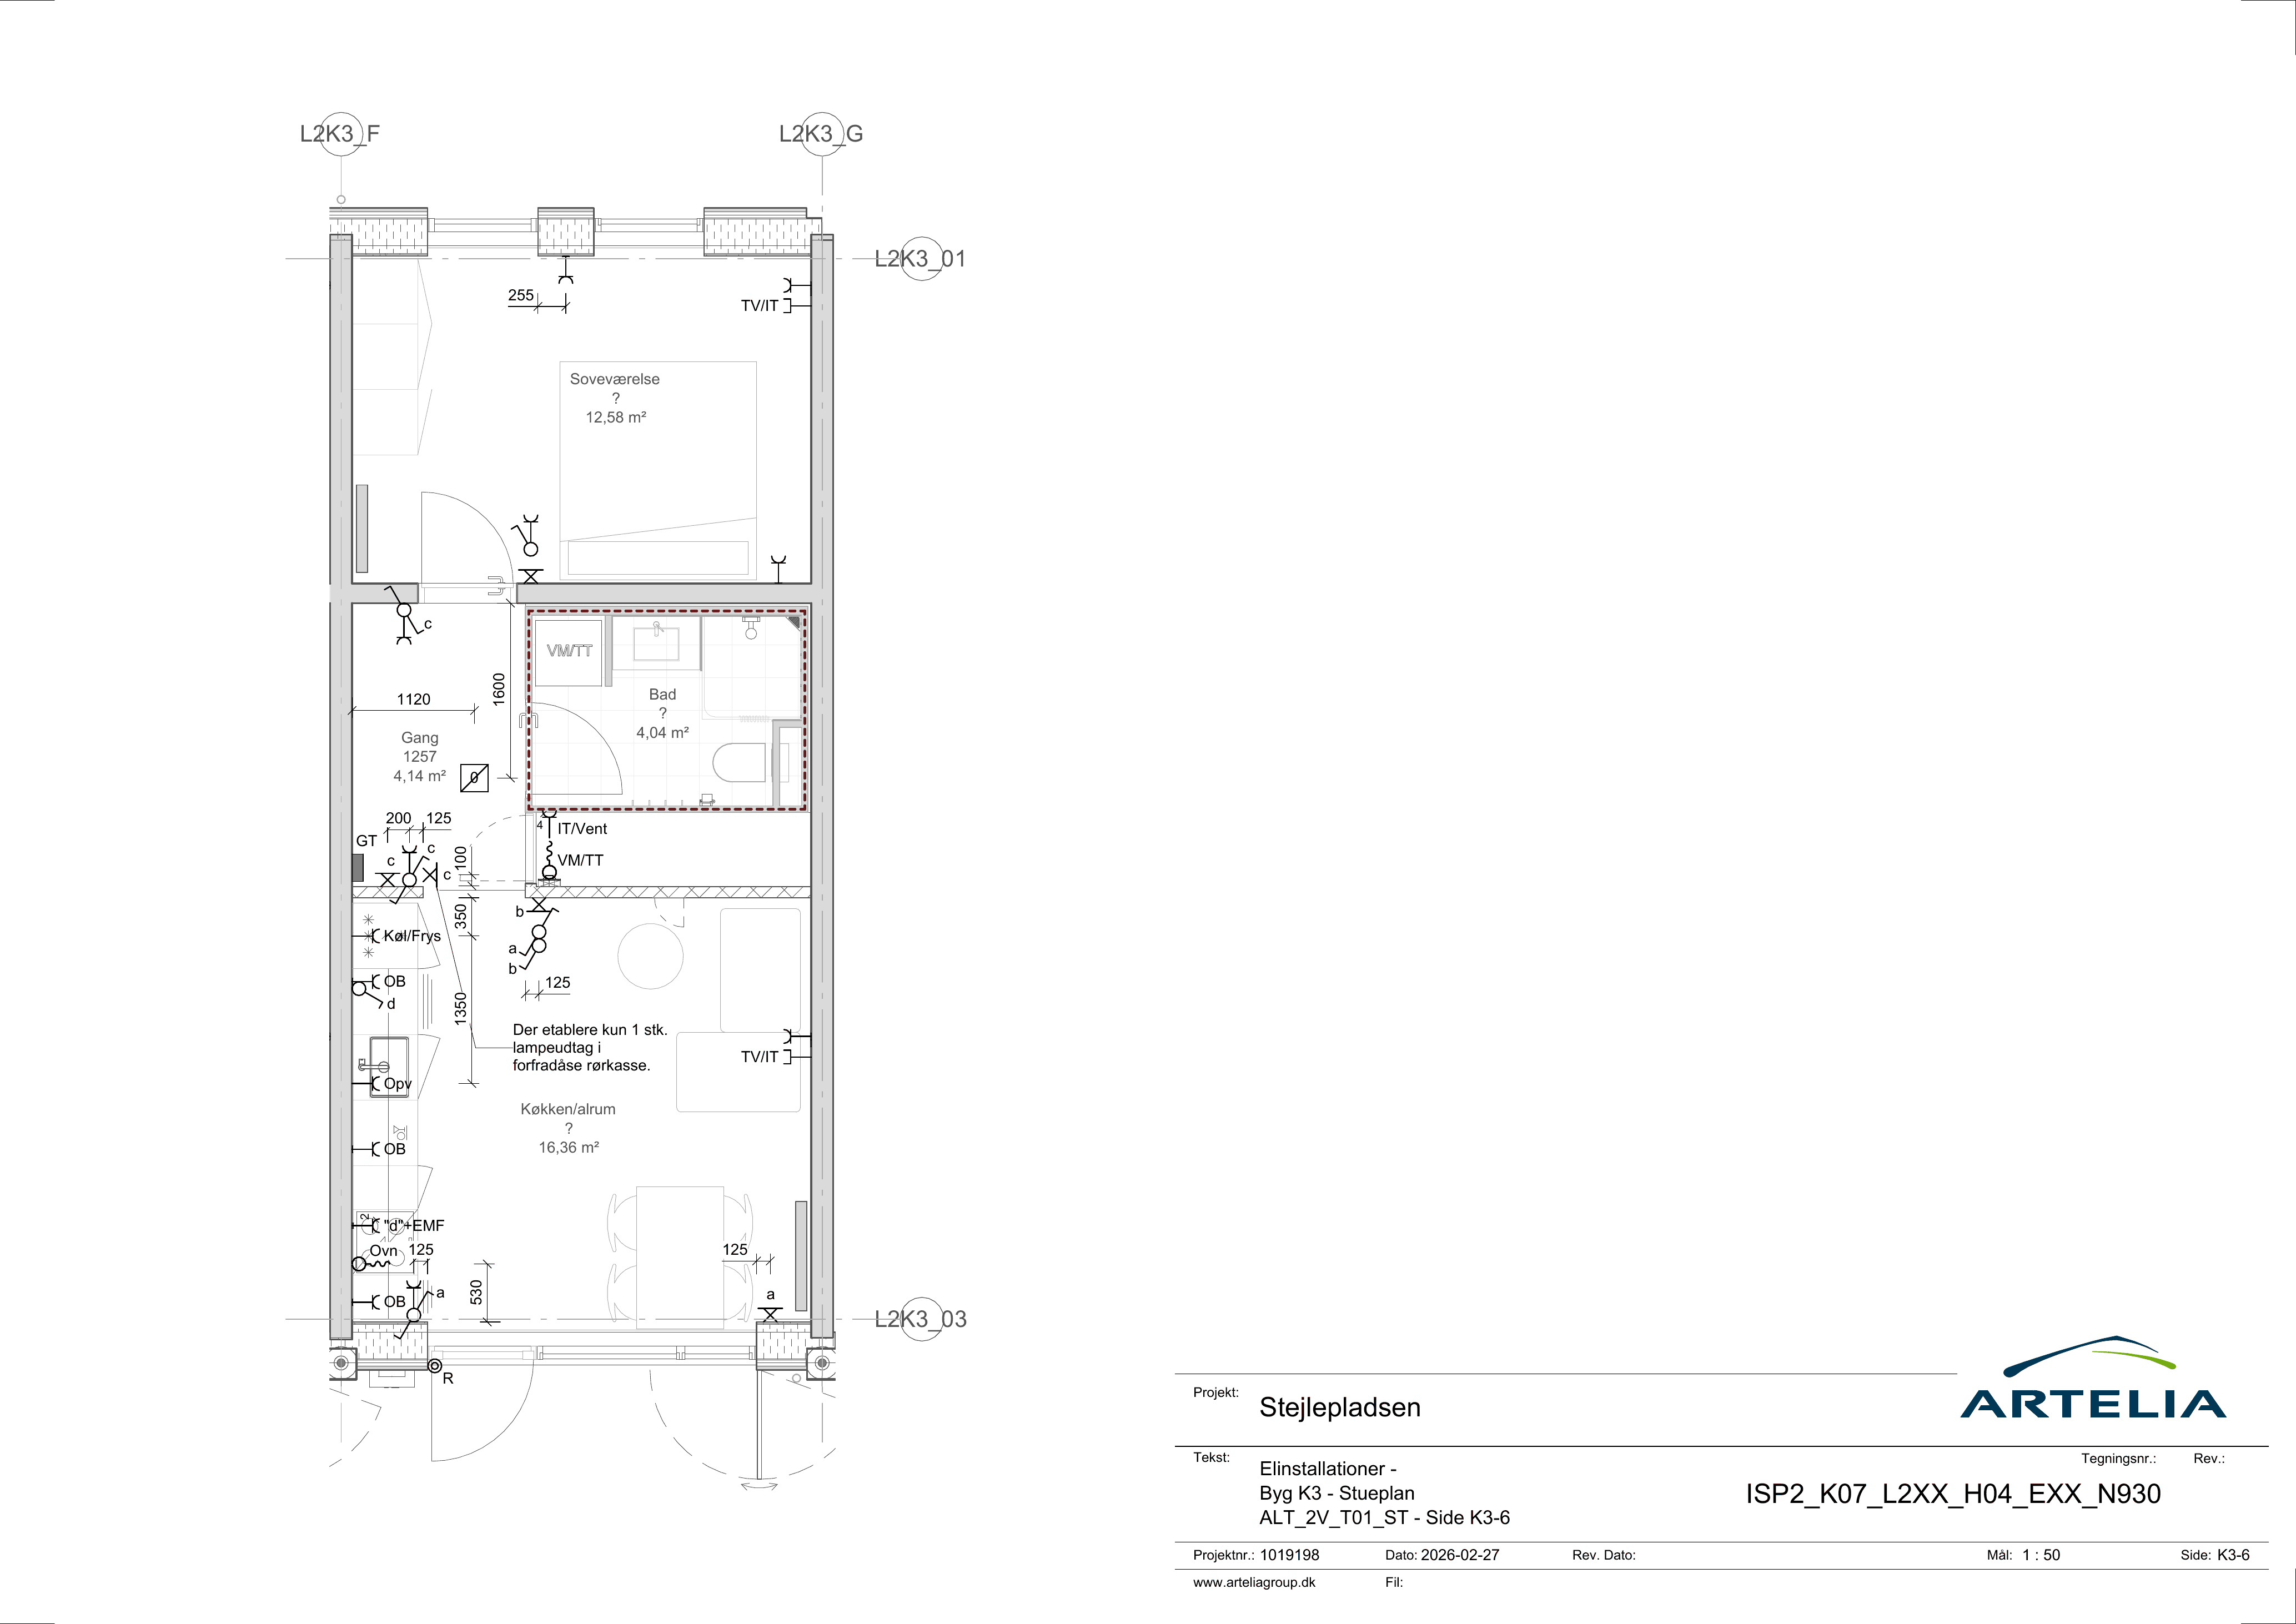 L2K3_F
L2K3_G
L2K3_01
255
TV/IT
Soveværelse
?
12,58 m²
c
VM/TT
1600
1120
Bad
?
4,04 m²
Gang
1257
4,14 m²
0
200
125
4
IT/Vent
GT
c
c
100
VM/TT
c
b
350
Køl/Frys
a
b
OB
125
d
1350
Der etablere kun 1 stk.
lampeudtag i
forfradåse rørkasse.
TV/IT
Opv
Køkken/alrum
?
16,36 m²
OB
2
"d"+EMF
Ovn
125
125
530
OB
a
a
L2K3_03
R
ARTELIA
Projekt:
Stejlepladsen
Tekst:
Elinstallationer -
Byg K3 - Stueplan
ALT_2V_T01_ST - Side K3-6
Tegningsnr.:
Rev.:
ISP2_K07_L2XX_H04_EXX_N930
Projektnr.: 1019198
Dato: 2026-02-27
Rev. Dato:
Mål: 1 : 50
Side: K3-6
www.arteliagroup.dk
Fil: